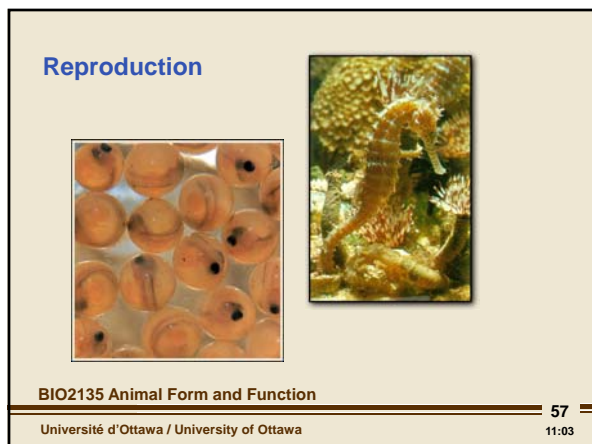 Reproduction
BIO2135 Animal Form and Function
57
Université d'Ottawa / University of Ottawa
11:03